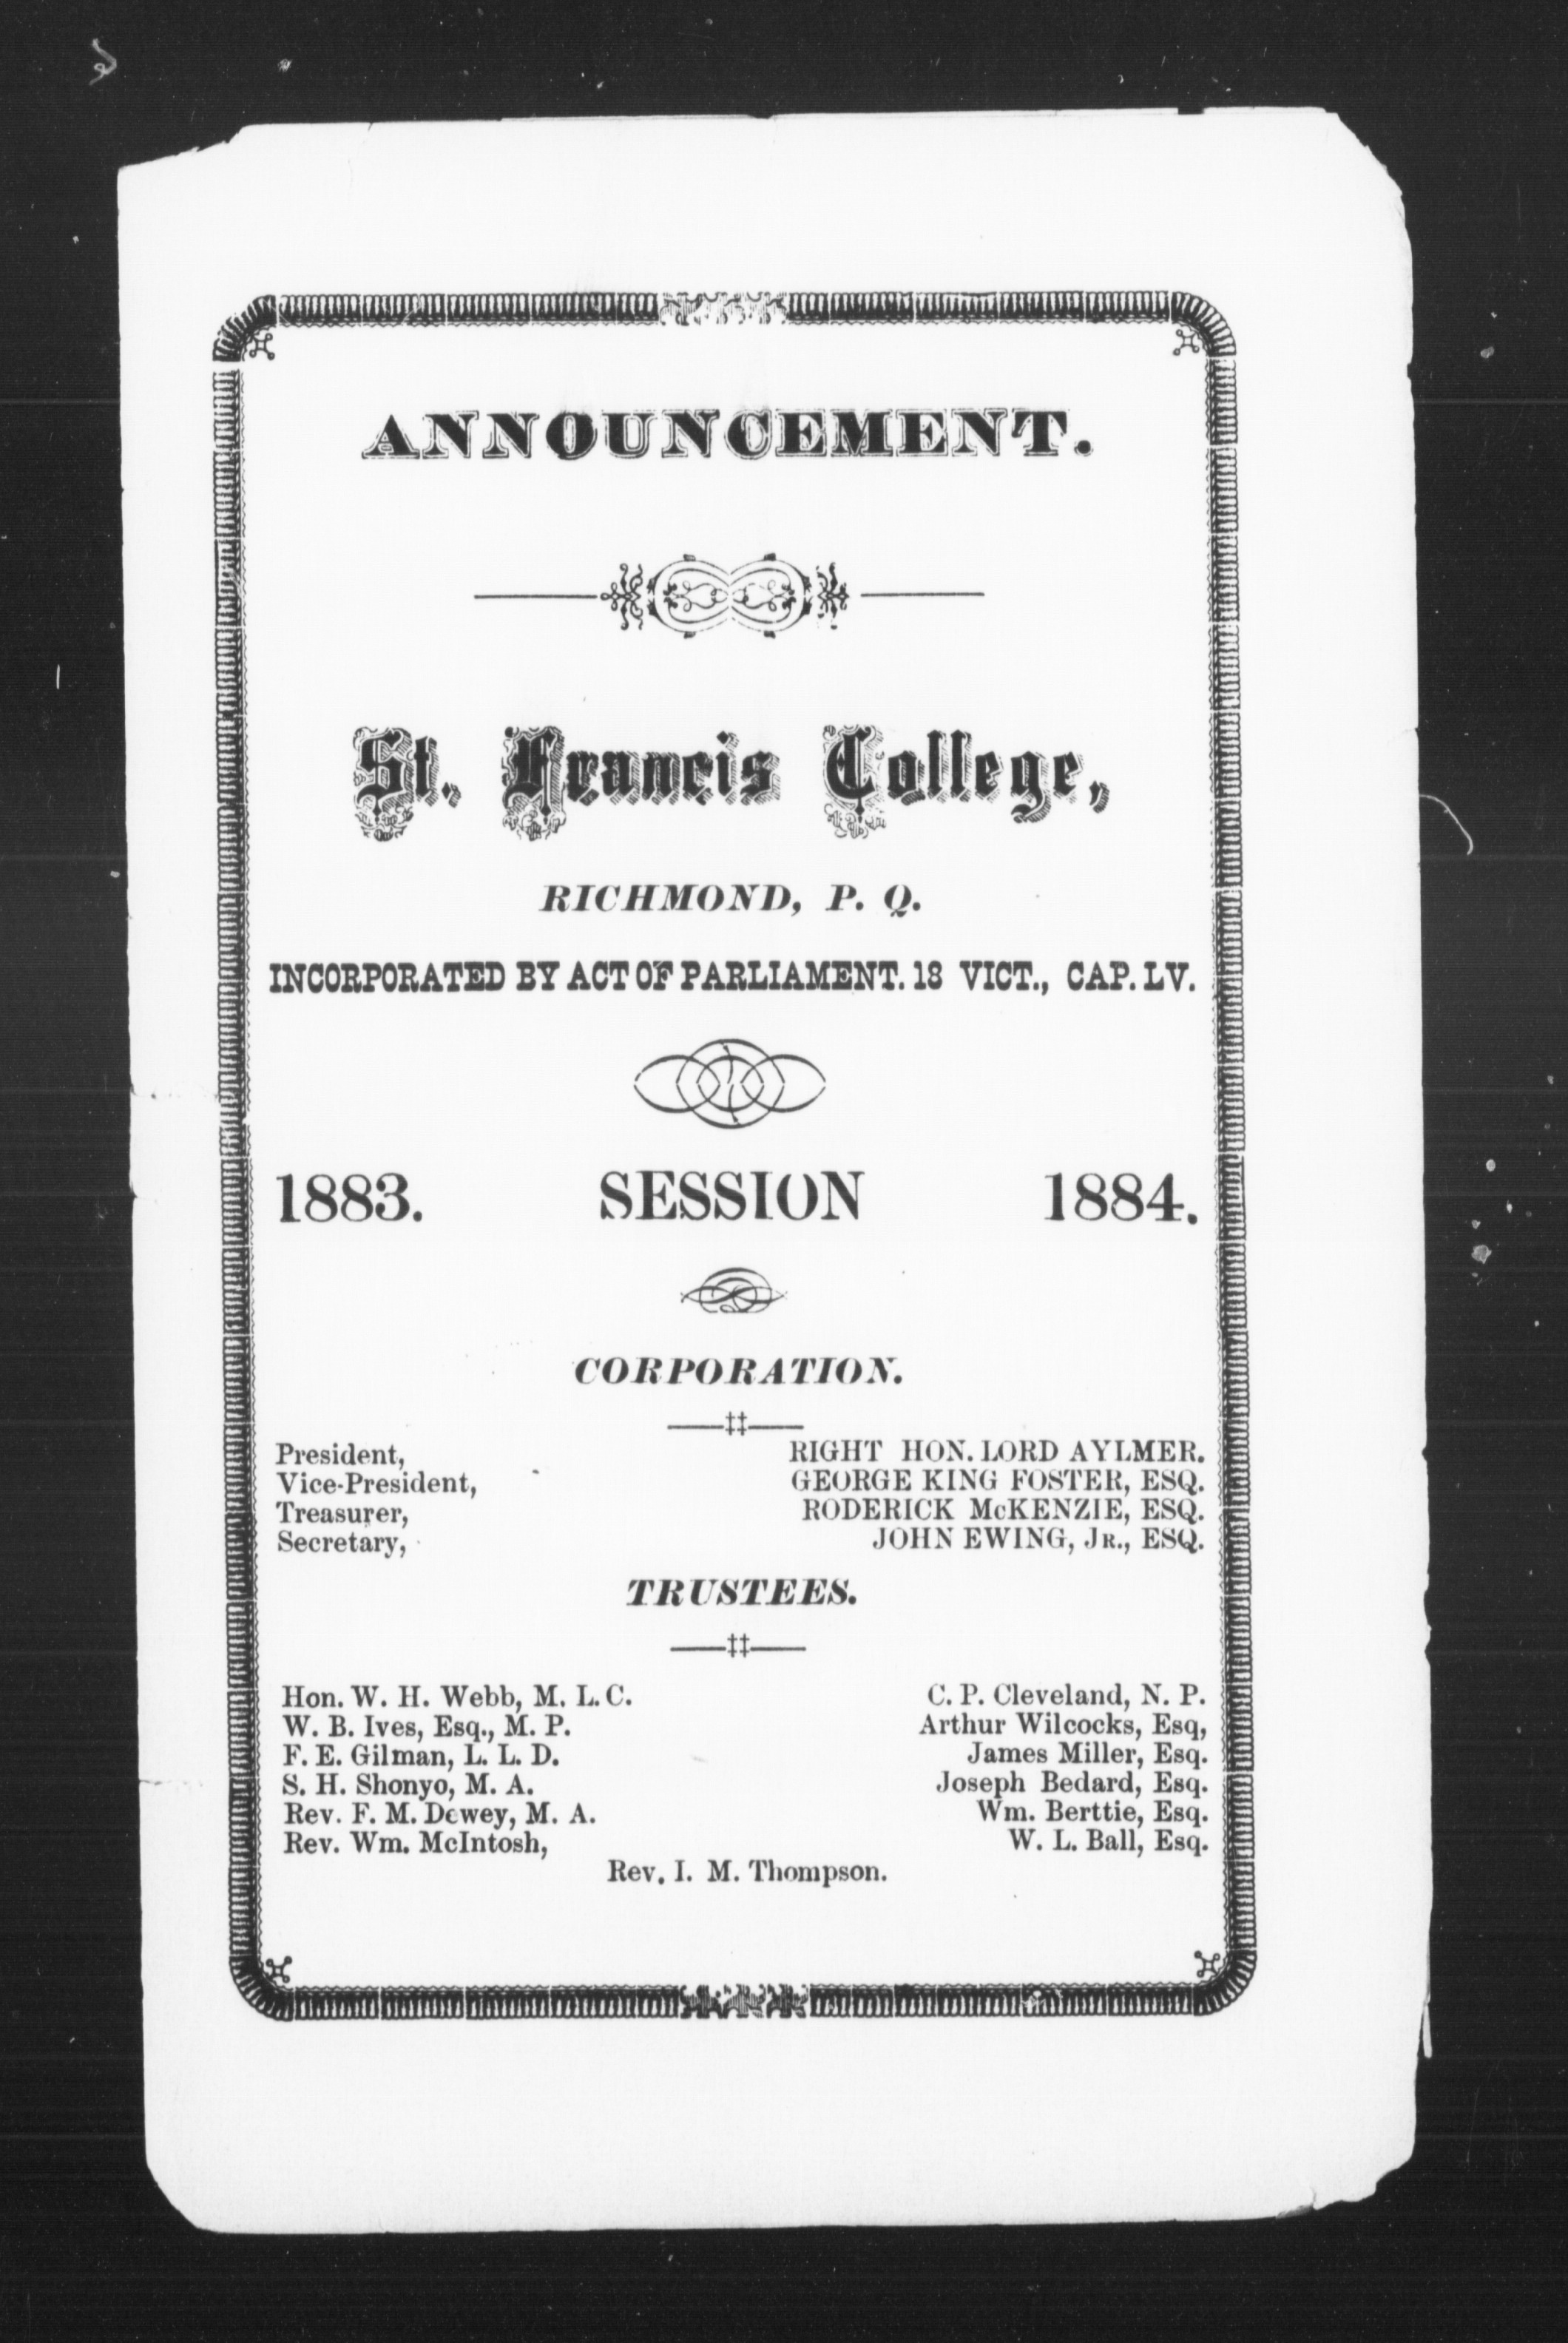 ANNOUNCEMENT.
St. Francis College,
RICHMOND, P. Q.
INCORPORATED BY ACT OF PARLIAMENT. 18 VICT., CAP. LV.
1883. SESSION 1884.
CORPORATION.
President, RIGHT HON. LORD AYLMER.
Vice-President, GEORGE KING FOSTER, ESQ.
Treasurer, RODERICK McKENZIE, ESQ.
Secretary, JOHN EWING, JR., ESQ.
TRUSTEES.
Hon. W. H. Webb, M. L. C. C. P. Cleveland, N. P.
W. B. Ives, Esq., M. P. Arthur Wilcocks, Esq,
F. E. Gilman, L. L. D. James Miller, Esq.
S. H. Shonyo, M. A. Joseph Bedard, Esq.
Rev. F. M. Dewey, M. A. Wm. Berttie, Esq.
Rev. Wm. McIntosh, W. L. Ball, Esq.
Rev. I. M. Thompson.